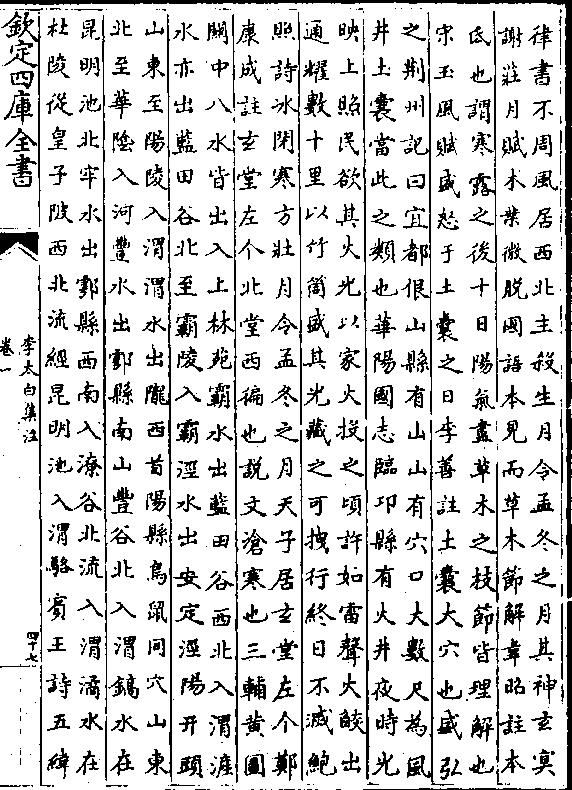 律書不周風居西北主殺生月令孟冬之月其神玄冥
謝莊月賦木葉微脱國語本見而草木節解韋昭註本
氐也謂寒露之後十日陽氣盡草木之枝節皆理解也
宋玉風賦盛怒于土囊之口李善註土囊大穴也盛弘
之荆州記曰宜都佷山縣有山山有穴口大數尺為風
井土囊當此之類也華陽國志臨邛縣有火井夜時光
映上照民欲其火光以家火投之頃許如雷聲火燄出
通耀數十里以竹筩盛其光藏之可拽行終日不滅鮑
照詩冰閉寒方壯月令孟冬之月天子居玄堂左个鄭
康成註玄堂左个北堂西徧也説文滄寒也三輔黄圖
關中八水皆出入上林苑霸水出藍田谷西北入渭滻
水亦出藍田谷北至霸陵入霸涇水出安定涇陽幵頭
山東至陽陵入渭渭水出隴西首陽縣鳥鼠同穴山東
北至華陰入河豐水出鄠縣南山豐谷北入渭鎬水在
昆明池北牢水出鄠縣西南入潦谷北流入渭潏水在
杜陵從皇子陂西北流經昆明池入渭駱賓王詩五緯
欽定四庫全書
李太白集注
卷一
四十七